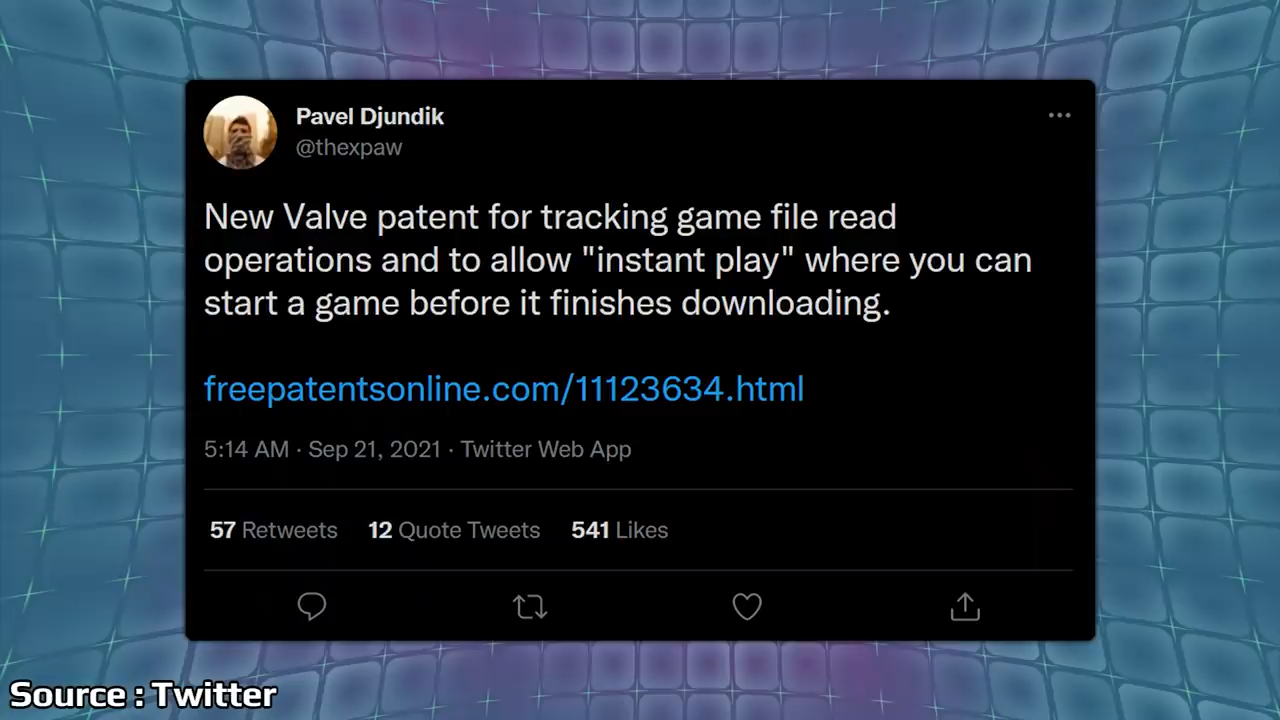 Pavel Djundik
@thexpaw
New Valve patent for tracking game file read
operations and to allow "instant play" where you can
start a game before it finishes downloading.
freepatentsonline.com/11123634.html
5:14 AM · Sep 21, 2021 · Twitter Web App
57 Retweets 12 Quote Tweets 541 Likes
Source : Twitter